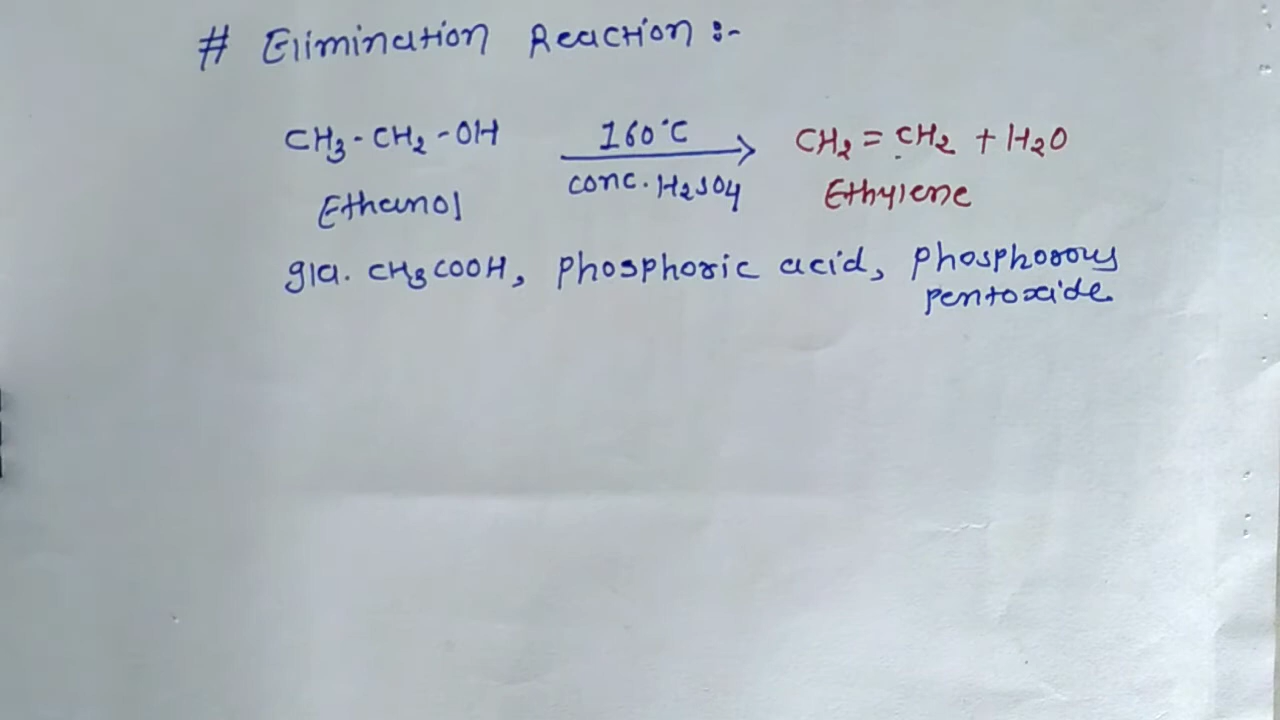 # Elimination Reaction :-
CH₃-CH₂-OH 160°C CH₂=CH₂ + H₂O
conc. H₂SO₄
Ethanol Ethylene
gla. CH₃COOH, phosphoric acid, phosphorous
pentoxide